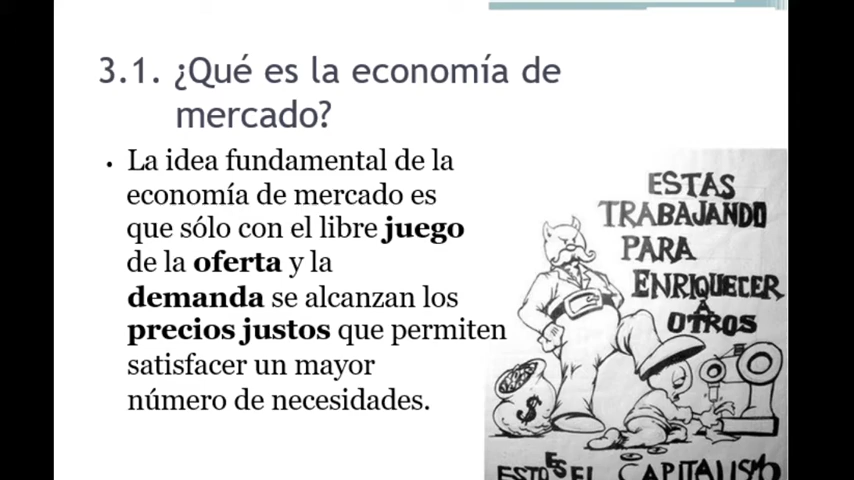 3.1. ¿Qué es la economía de
mercado?
• La idea fundamental de la
economía de mercado es
que sólo con el libre juego
de la oferta y la
demanda se alcanzan los
precios justos que permiten
satisfacer un mayor
número de necesidades.
ESTAS
TRABAJANDO
PARA
ENRIQUECER
A
OTROS
$
ESTO ES EL CAPITALISMO